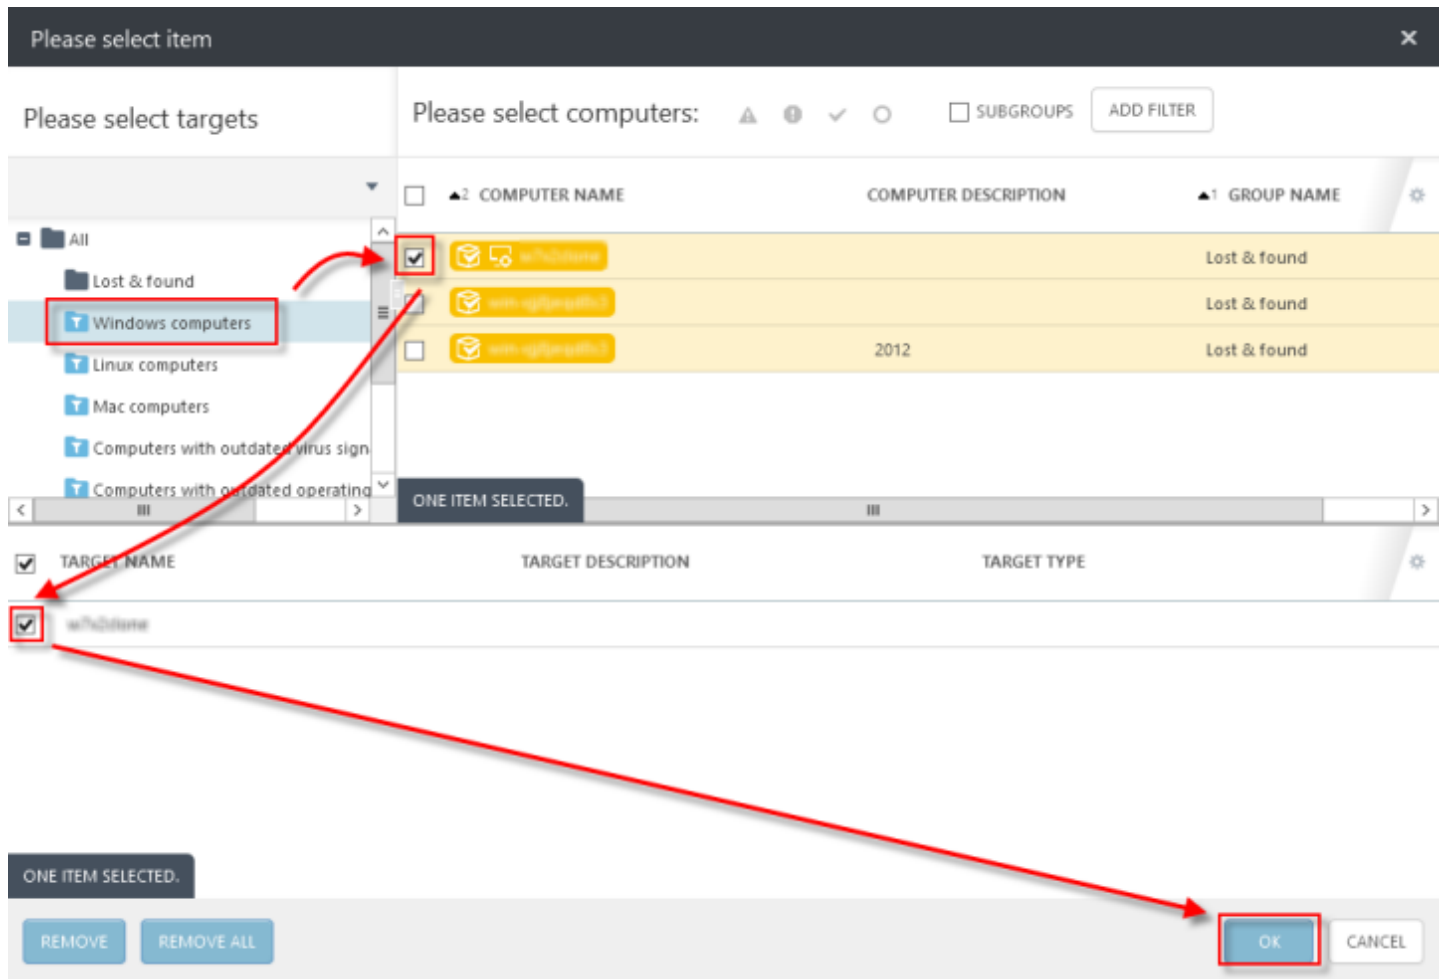 Please select item
Please select targets
Please select computers:
SUBGROUPS
ADD FILTER
2 COMPUTER NAME
COMPUTER DESCRIPTION
1 GROUP NAME
All
Lost & found
Windows computers
Linux computers
Mac computers
Computers with outdated virus sign
Computers with outdated operating
Lost & found
Lost & found
2012
Lost & found
ONE ITEM SELECTED.
TARGET NAME
TARGET DESCRIPTION
TARGET TYPE
ONE ITEM SELECTED.
REMOVE
REMOVE ALL
OK
CANCEL